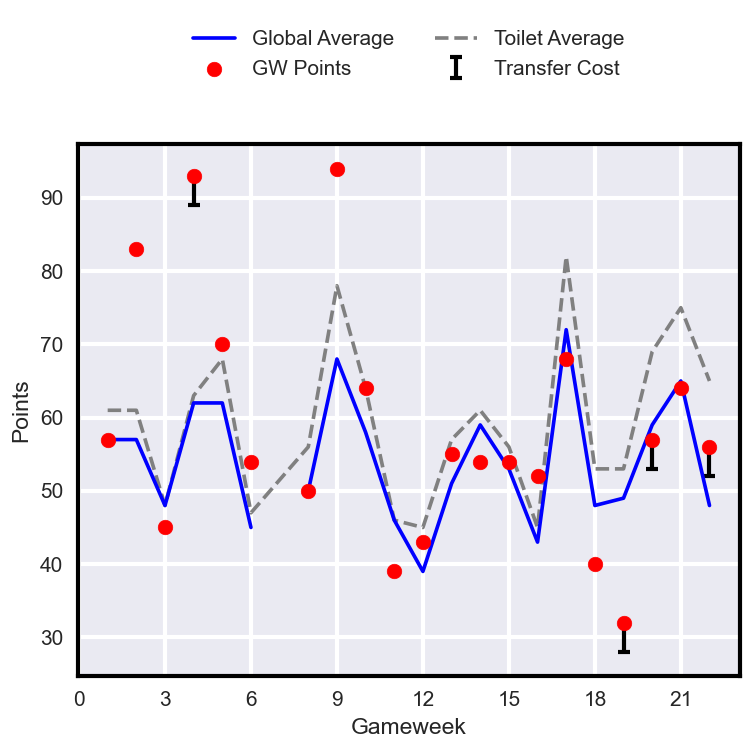 Global Average
Toilet Average
GW Points
Transfer Cost
90
80
70
60
50
40
30
Points
0 3 6 9 12 15 18 21
Gameweek